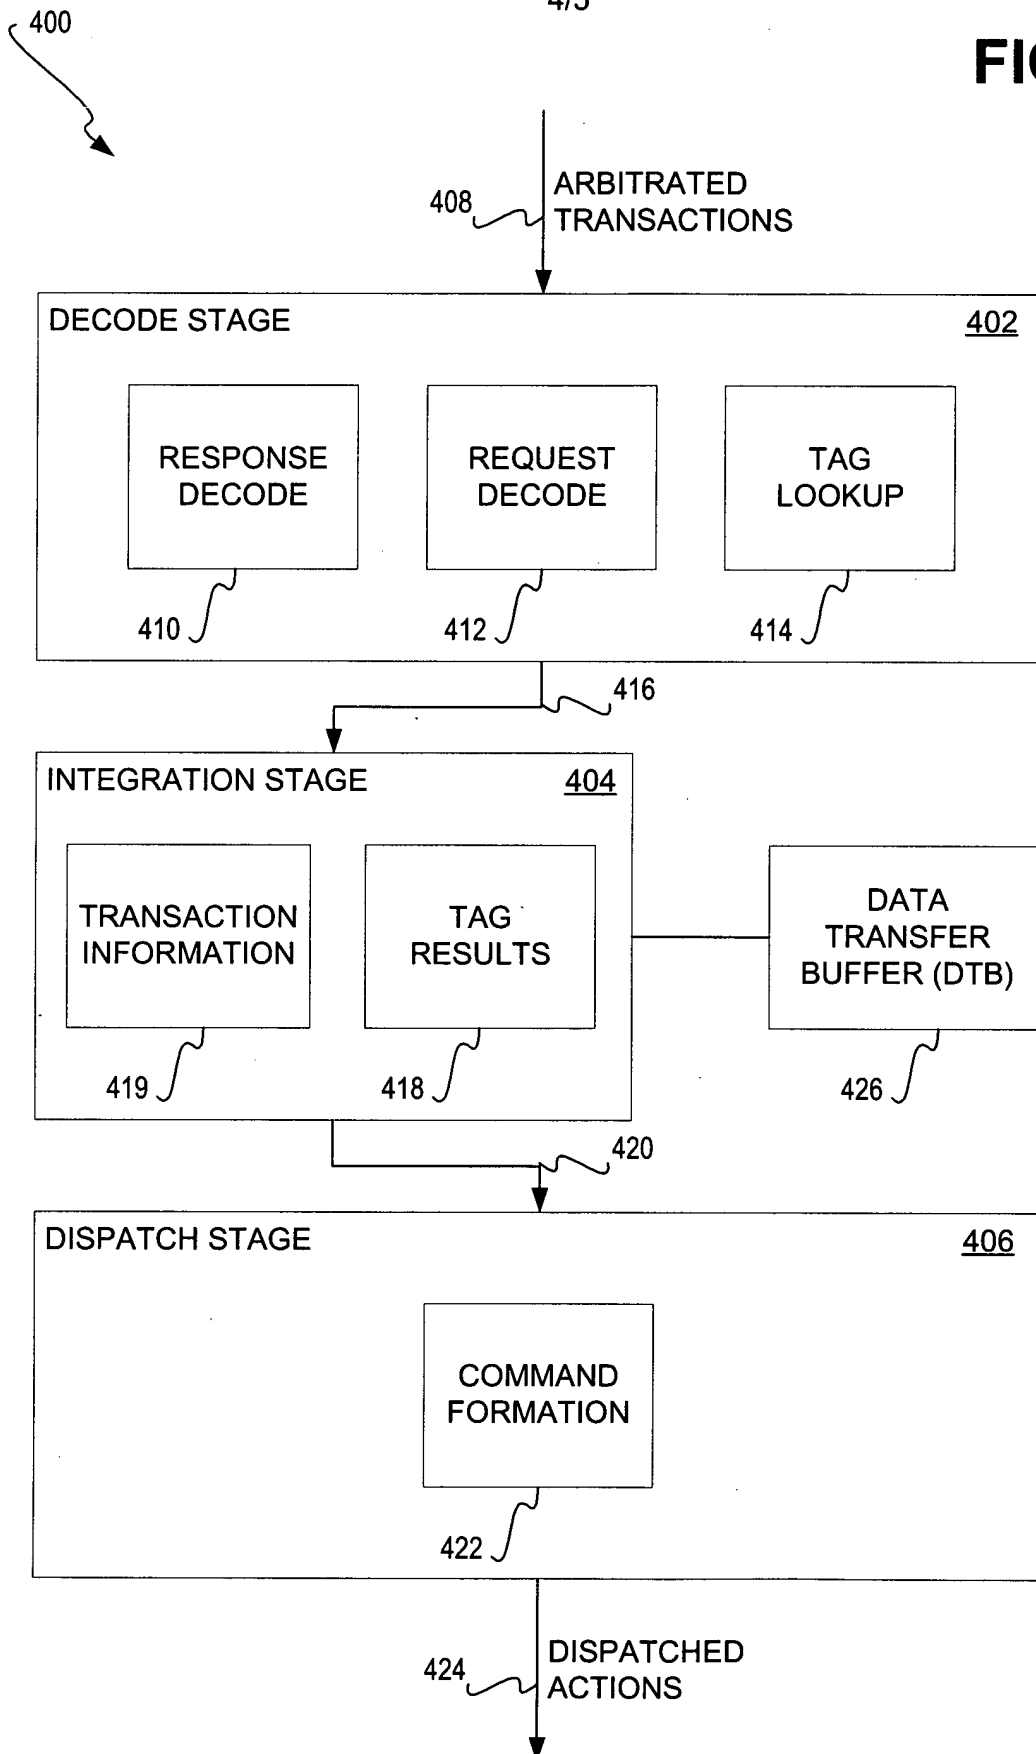 4/5
400
FIG
408
ARBITRATED
TRANSACTIONS
DECODE STAGE
402
RESPONSE
DECODE
REQUEST
DECODE
TAG
LOOKUP
410
412
414
416
INTEGRATION STAGE
404
TRANSACTION
INFORMATION
TAG
RESULTS
DATA
TRANSFER
BUFFER (DTB)
419
418
426
420
DISPATCH STAGE
406
COMMAND
FORMATION
422
424
DISPATCHED
ACTIONS